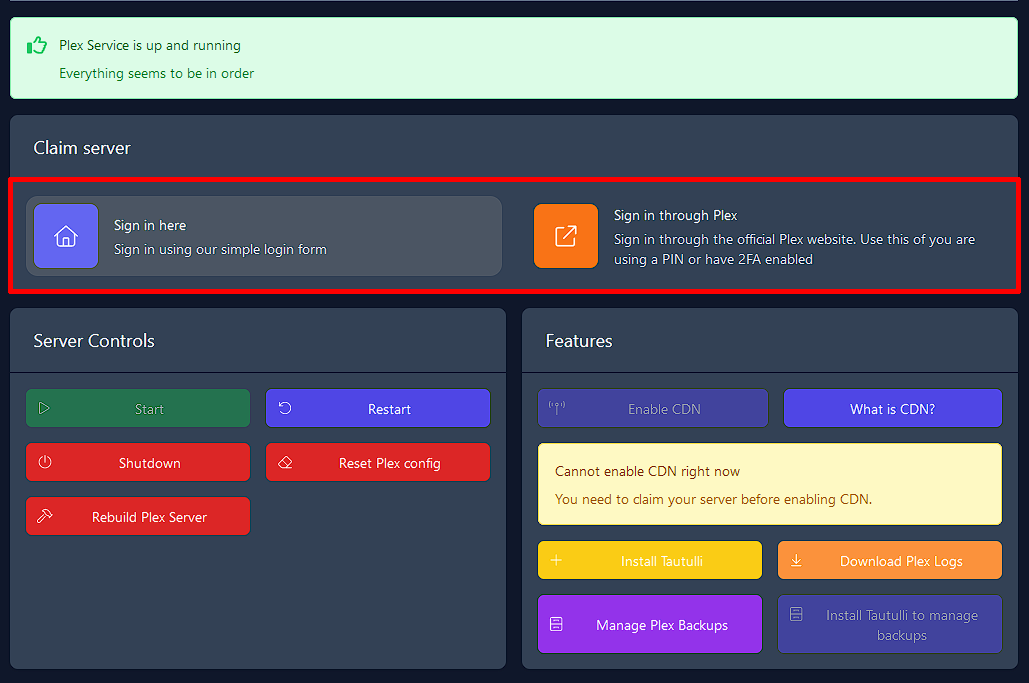 Plex Service is up and running
Everything seems to be in order
Claim server
Sign in here
Sign in using our simple login form
Sign in through Plex
Sign in through the official Plex website. Use this of you are
using a PIN or have 2FA enabled
Server Controls
Start
Restart
Shutdown
Reset Plex config
Rebuild Plex Server
Features
Enable CDN
What is CDN?
Cannot enable CDN right now
You need to claim your server before enabling CDN.
Install Tautulli
Download Plex Logs
Manage Plex Backups
Install Tautulli to manage
backups